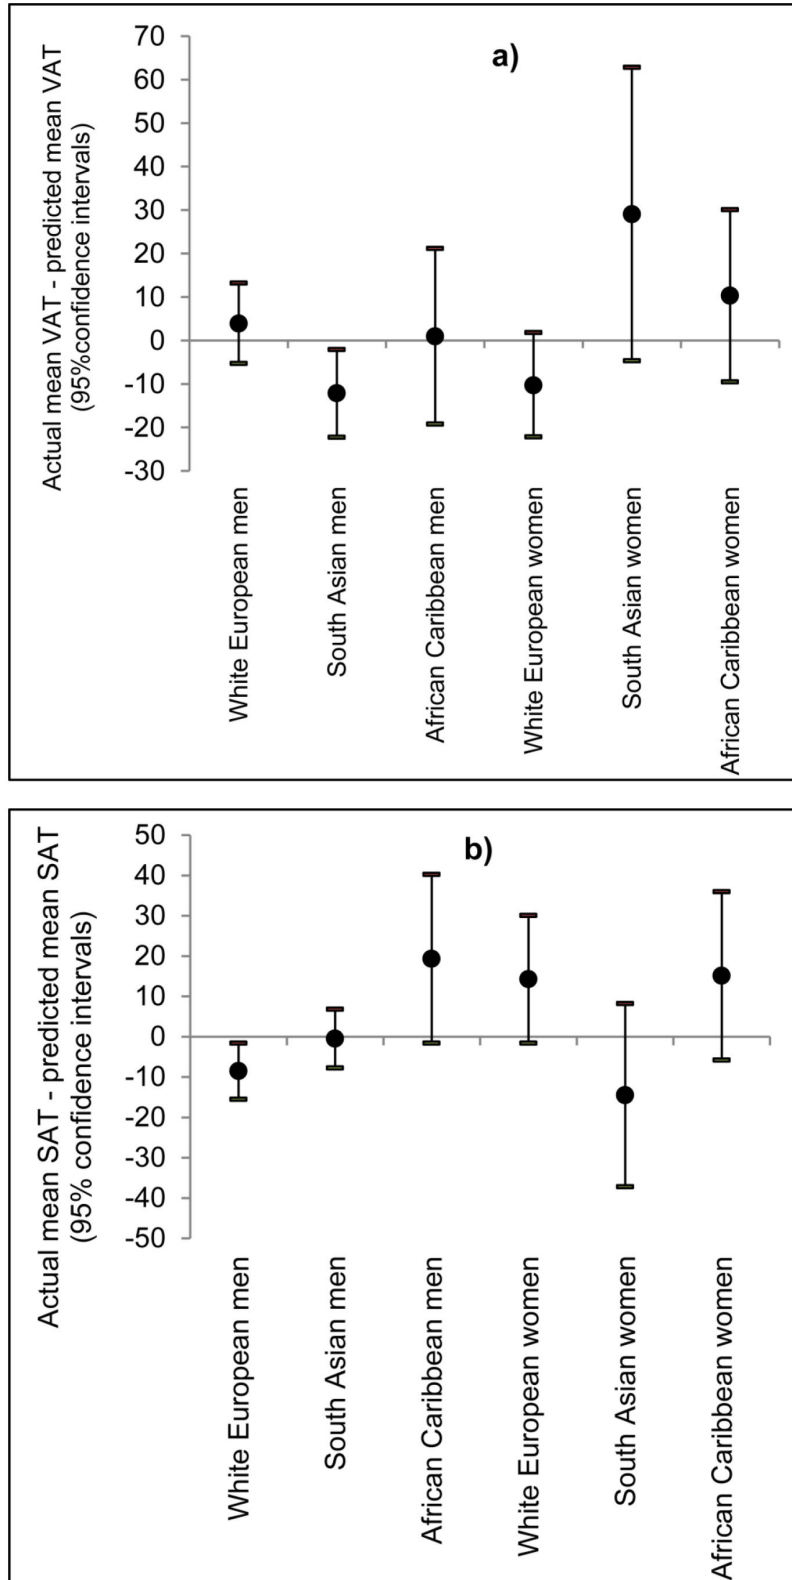 a)
Actual mean VAT - predicted mean VAT
(95%confidence intervals)
70
60
50
40
30
20
10
0
-10
-20
-30
White European men
South Asian men
African Caribbean men
White European women
South Asian women
African Caribbean women
b)
Actual mean SAT - predicted mean SAT
(95% confidence intervals)
50
40
30
20
10
0
-10
-20
-30
-40
-50
White European men
South Asian men
African Caribbean men
White European women
South Asian women
African Caribbean women